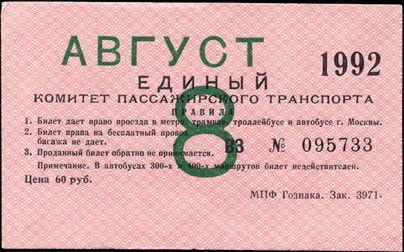 АВГУСТ
1992
ЕДИНЫЙ
КОМИТЕТ ПАССАЖИРСКОГО ТРАНСПОРТА
8
ПРАВИЛА
1. Билет дает право проезда в метро, трамвае, троллейбусе и автобусе г. Москвы.
2. Билет права на бесплатный провоз
багажа не дает.
3. Проданный билет обратно не принимается.
ВЗ № 095733
Примечание. В автобусах 300-х и 400-х маршрутов билет недействителен.
Цена 60 руб.
МПФ Гознака. Зак. 3971.